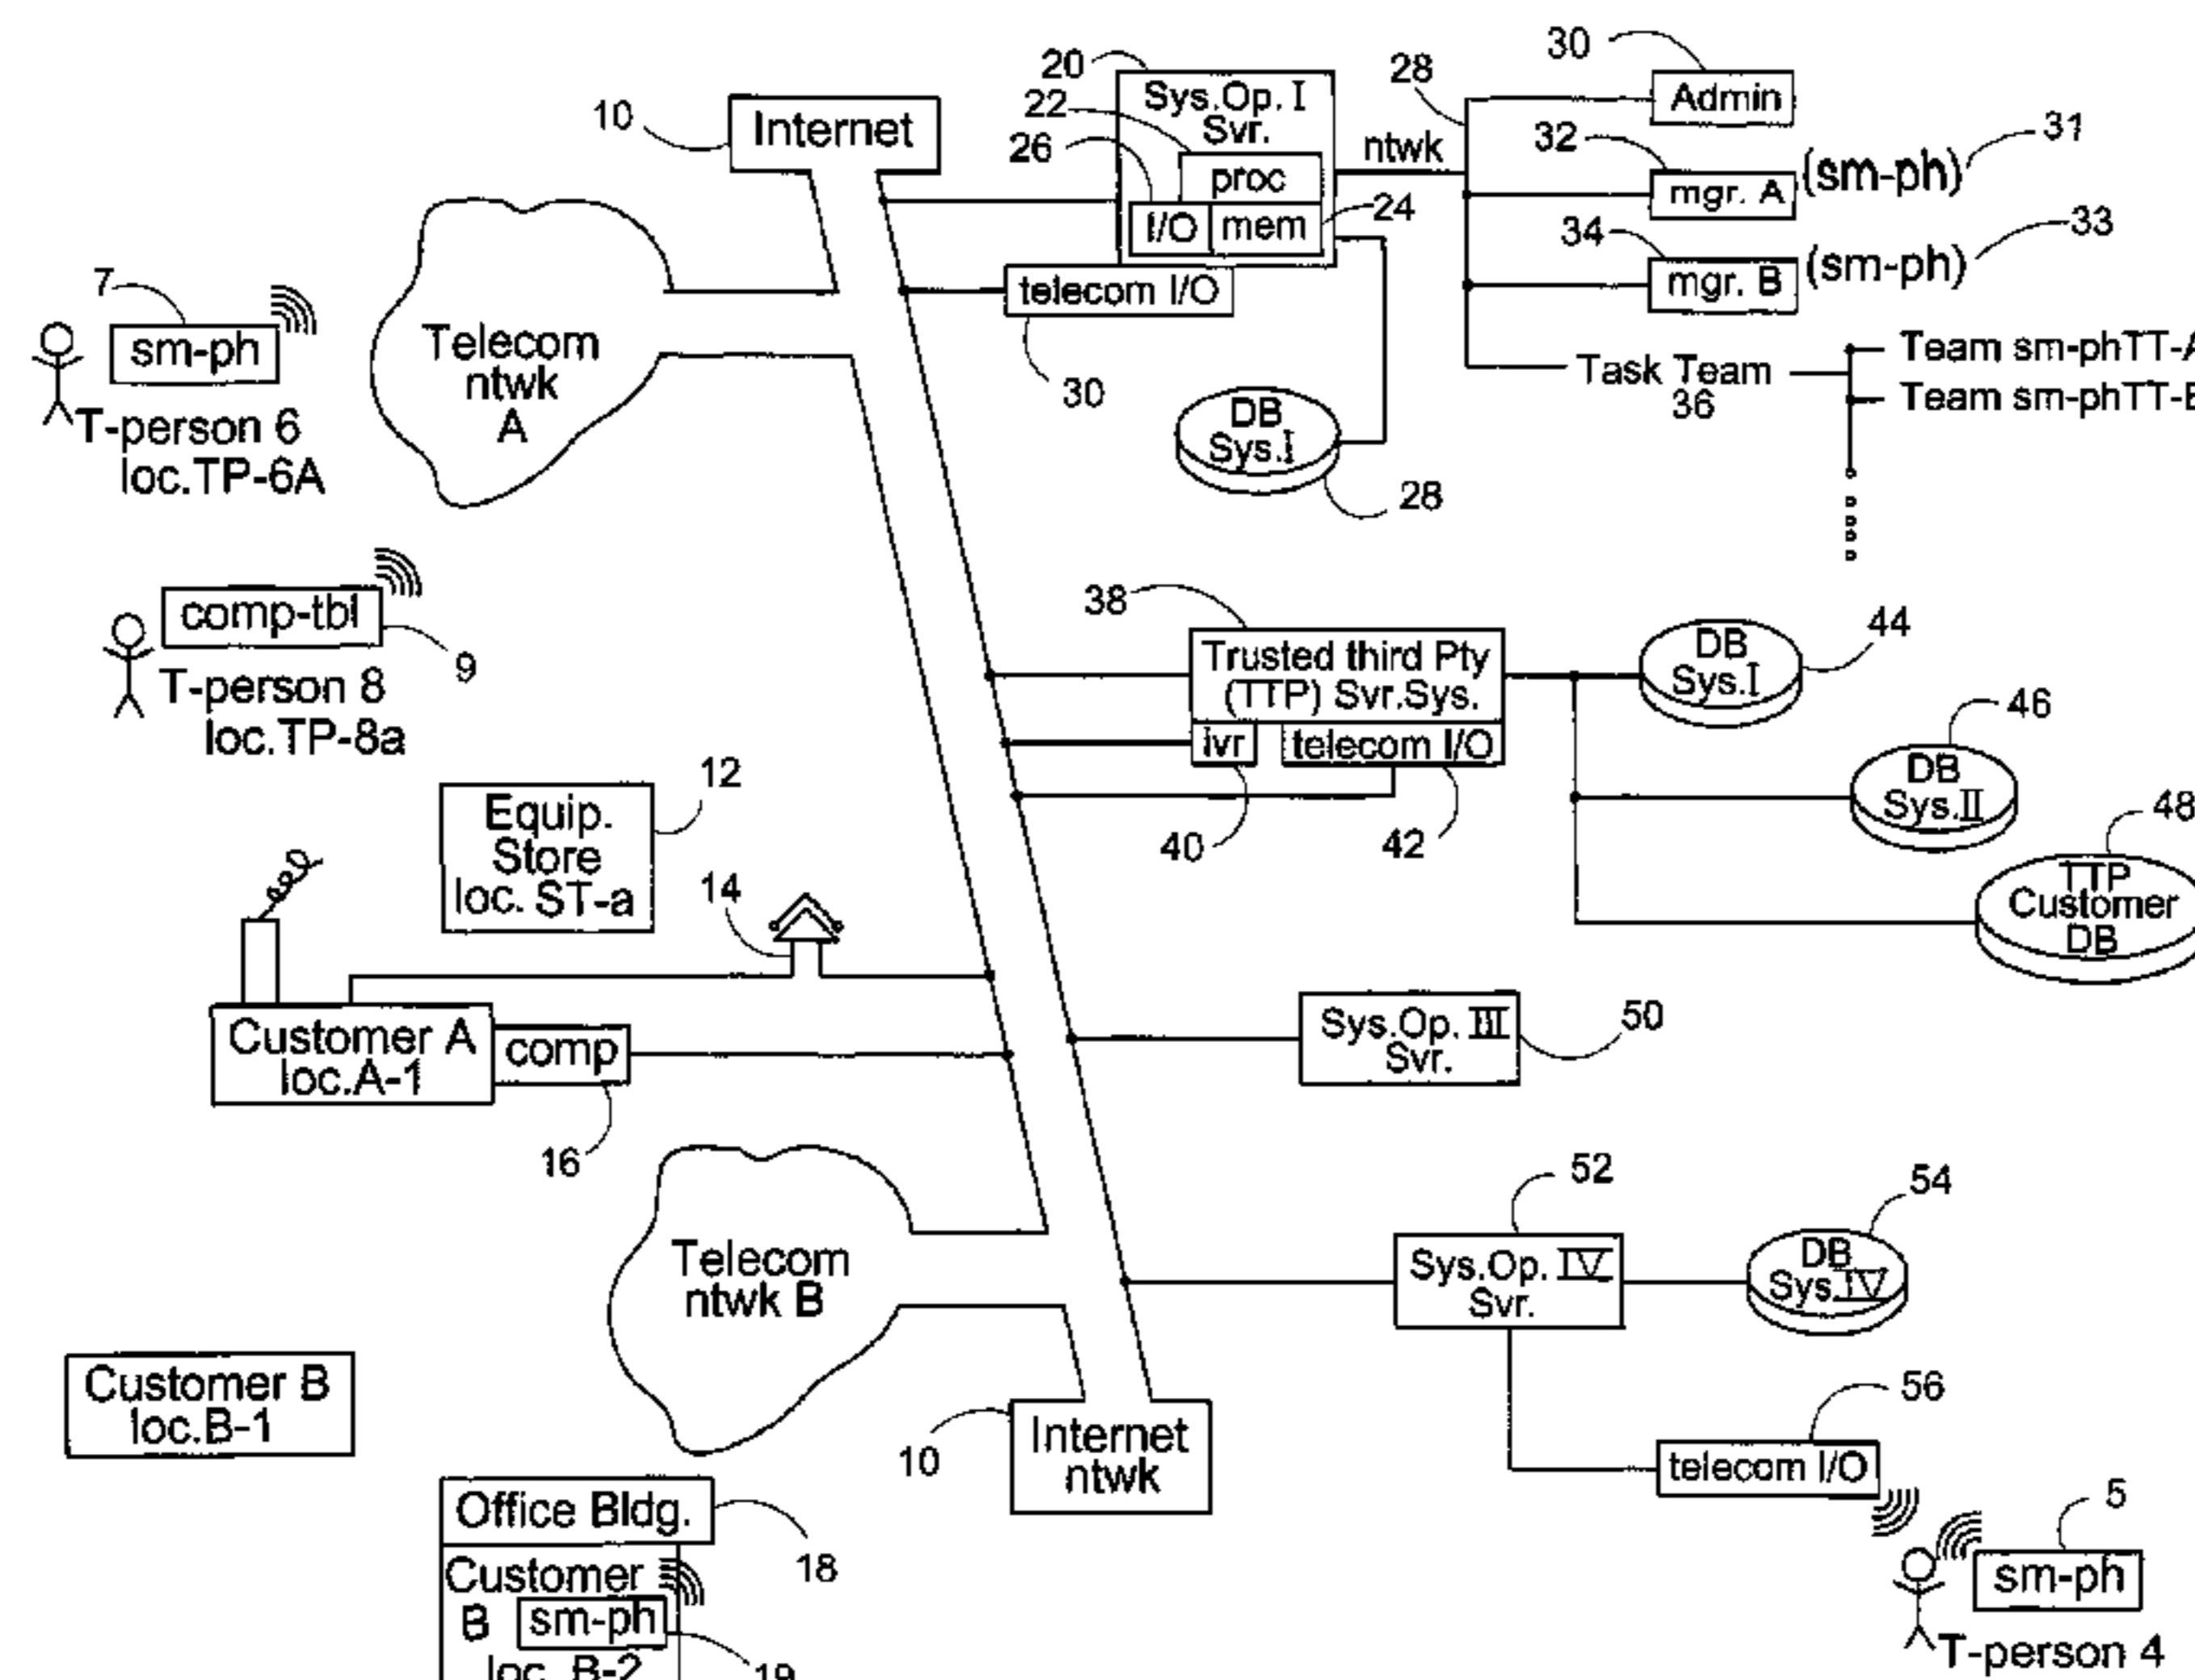 10
Internet
20
22
26
Sys.Op. I
Svr.
proc
I/O
mem
24
telecom I/O
30
ntwk
28
30
Admin
32
mgr. A
(sm-ph)
31
34
mgr. B
(sm-ph)
33
Task Team
36
Team sm-phTT-A
Team sm-phTT-B
DB
Sys.I
28
Telecom
ntwk
A
7
sm-ph
T-person 6
loc.TP-6A
comp-tbl
9
T-person 8
loc.TP-8a
38
Trusted third Pty
(TTP) Svr.Sys.
ivr
telecom I/O
40
42
DB
Sys.I
44
DB
Sys.II
46
TTP
Customer
DB
48
12
Equip.
Store
loc. ST-a
14
Customer A
loc.A-1
comp
16
Sys.Op. III
Svr.
50
Telecom
ntwk B
52
Sys.Op. IV
Svr.
54
DB
Sys.IV
56
telecom I/O
5
sm-ph
T-person 4
Customer B
loc.B-1
10
Internet
ntwk
Office Bldg.
18
Customer
B
sm-ph
19
loc. B-2